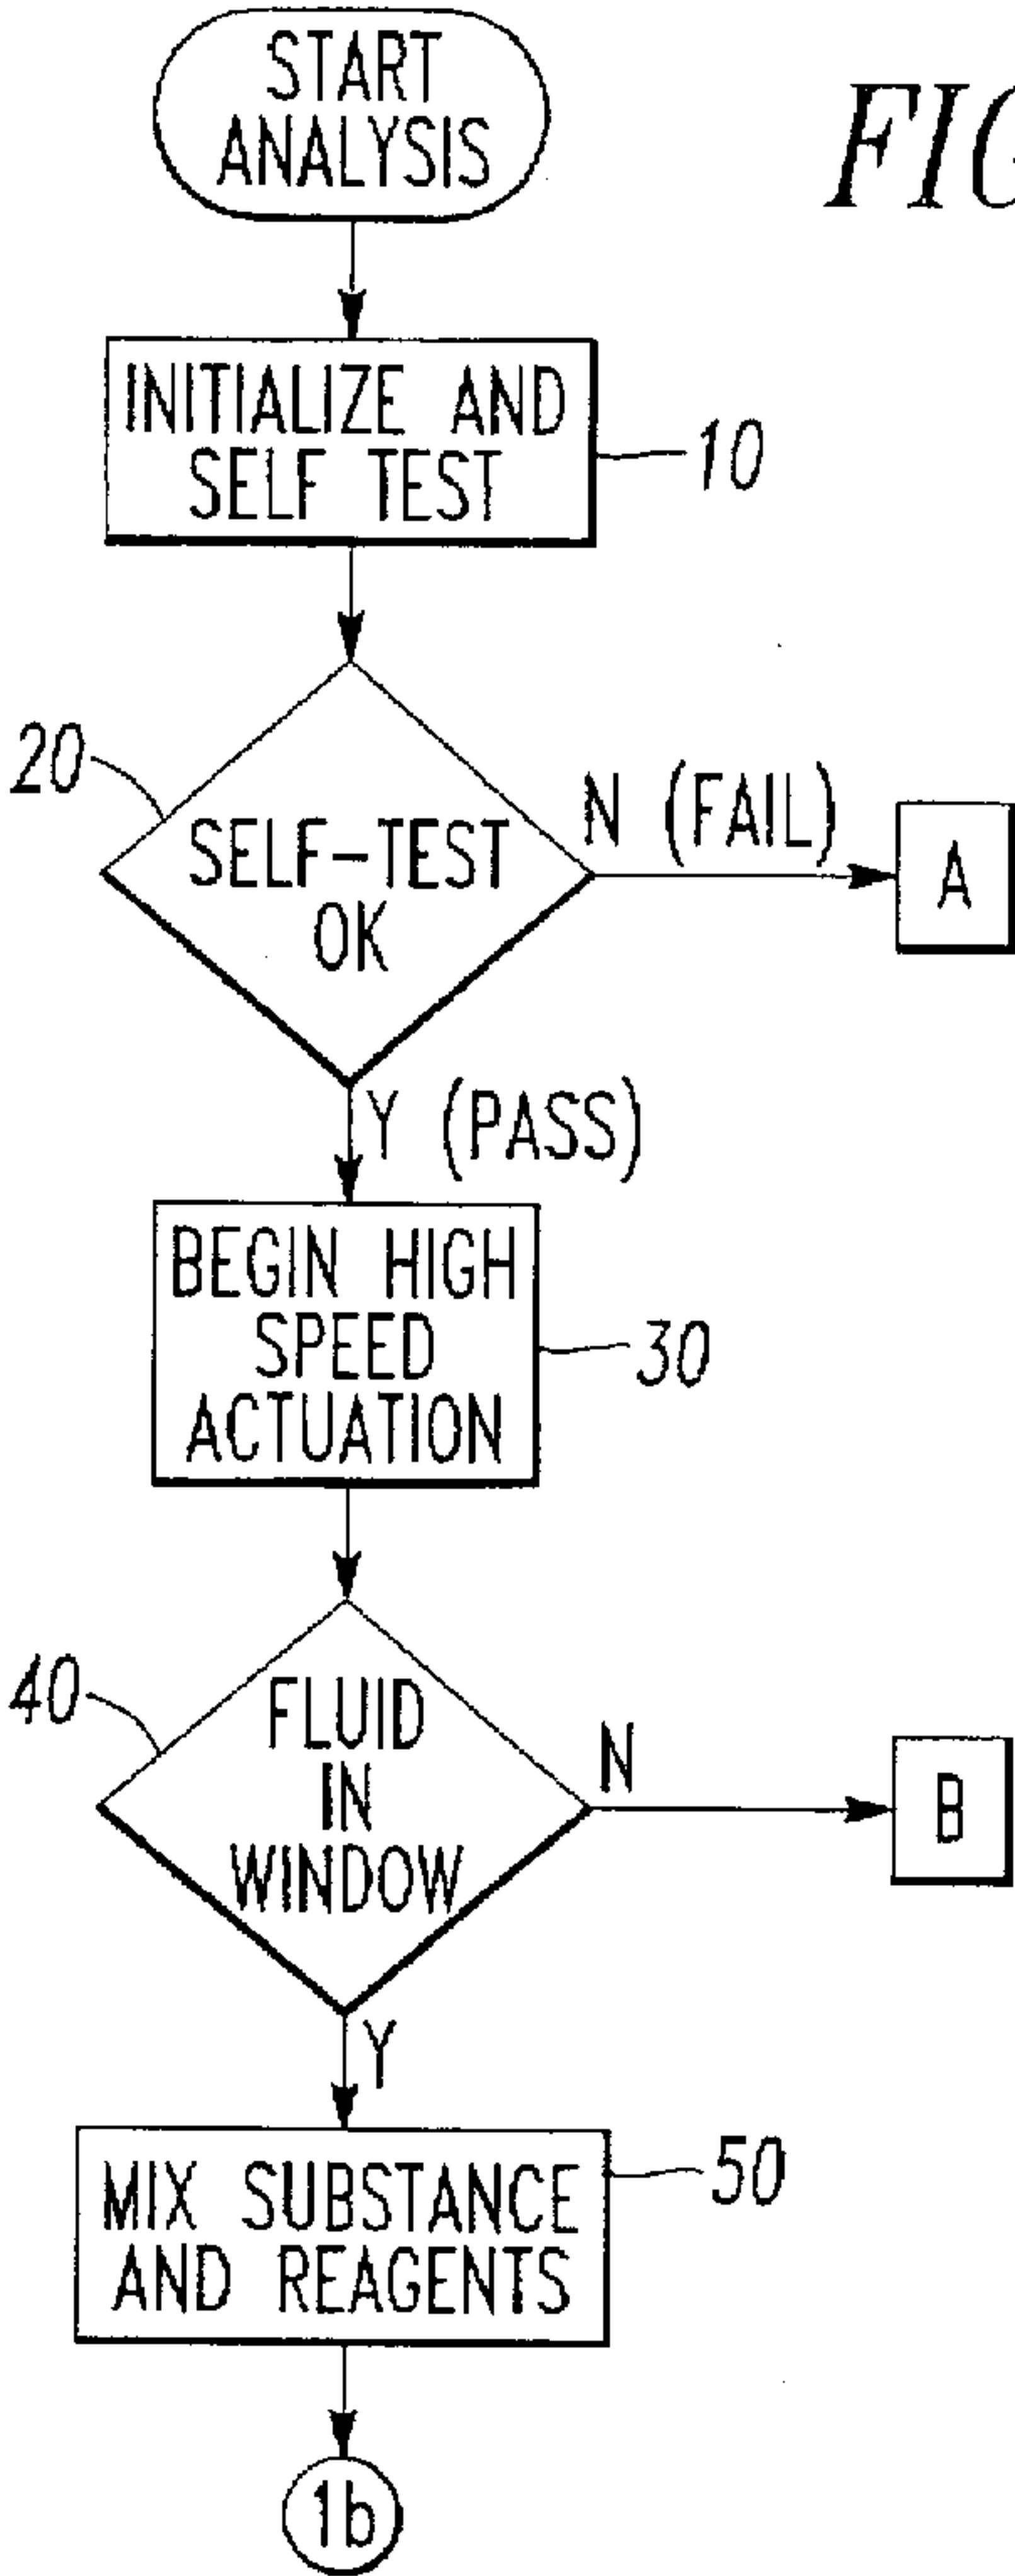 START
ANALYSIS
INITIALIZE AND
SELF TEST
10
20
SELF-TEST
OK
N (FAIL)
A
Y (PASS)
BEGIN HIGH
SPEED
ACTUATION
30
40
FLUID
IN
WINDOW
N
B
Y
MIX SUBSTANCE
AND REAGENTS
50
1b